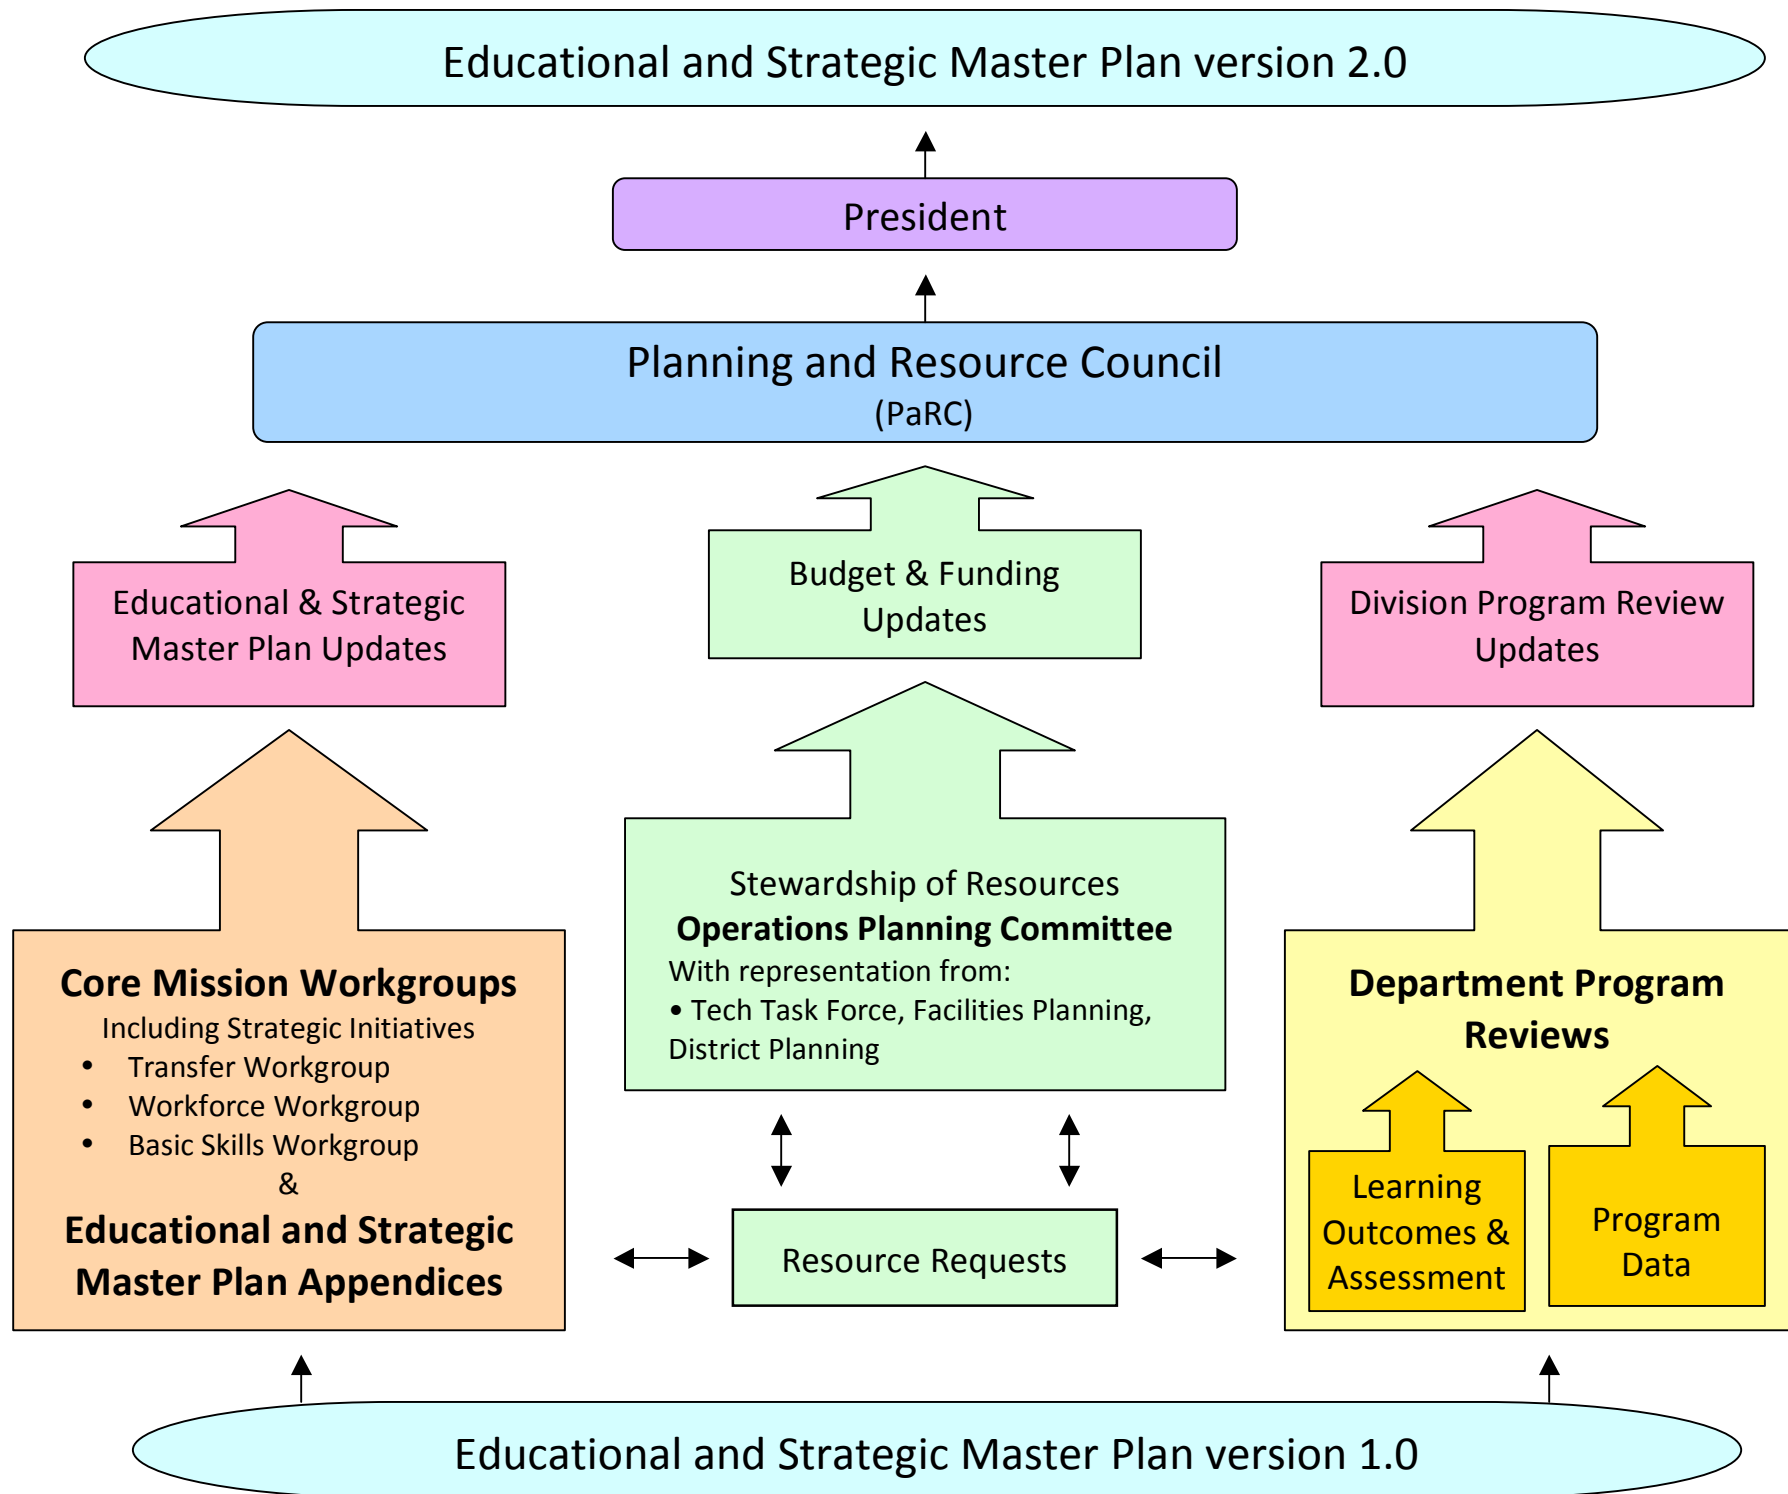 Educational and Strategic Master Plan version 2.0
President
Planning and Resource Council
(PaRC)
Educational & Strategic
Master Plan Updates
Budget & Funding
Updates
Division Program Review
Updates
Core Mission Workgroups
Including Strategic Initiatives
• Transfer Workgroup
• Workforce Workgroup
• Basic Skills Workgroup
&
Educational and Strategic
Master Plan Appendices
Stewardship of Resources
Operations Planning Committee
With representation from:
• Tech Task Force, Facilities Planning,
District Planning
Resource Requests
Department Program
Reviews
Learning
Outcomes &
Assessment
Program
Data
Educational and Strategic Master Plan version 1.0